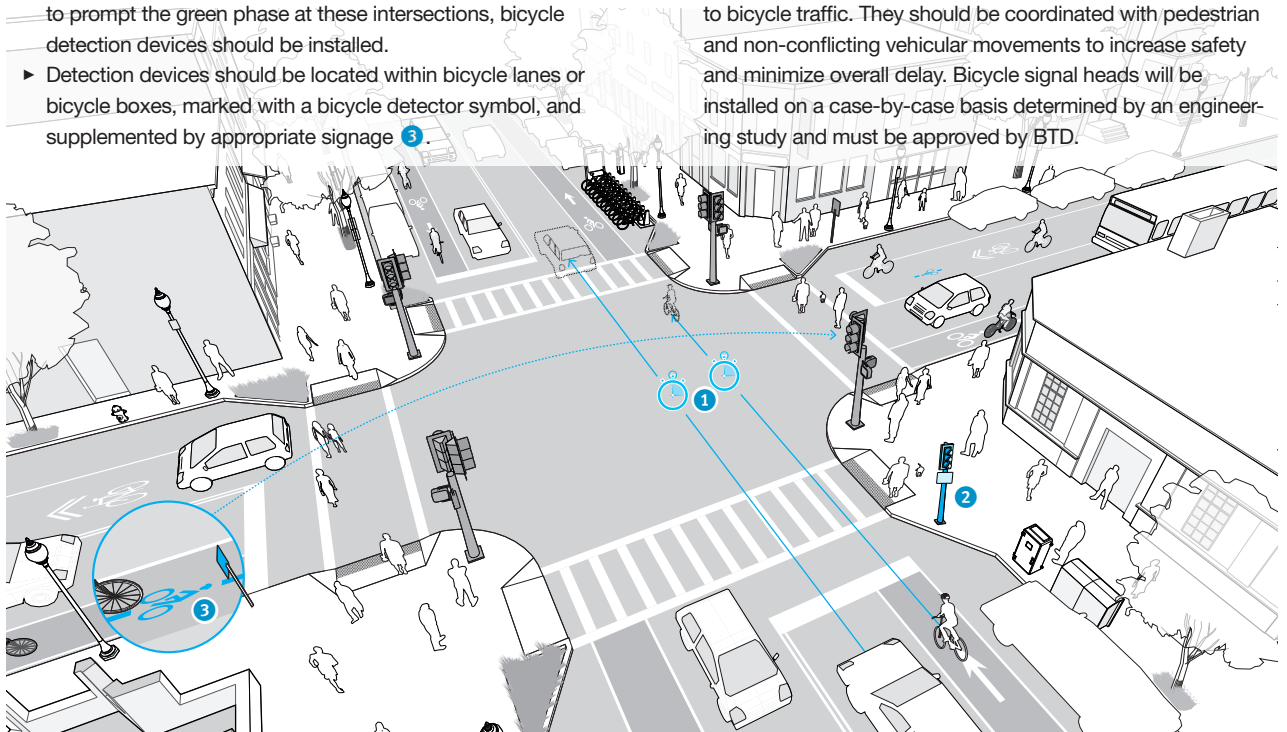 to prompt the green phase at these intersections, bicycle
detection devices should be installed.
► Detection devices should be located within bicycle lanes or
bicycle boxes, marked with a bicycle detector symbol, and
supplemented by appropriate signage 3 .
to bicycle traffic. They should be coordinated with pedestrian
and non-conflicting vehicular movements to increase safety
and minimize overall delay. Bicycle signal heads will be
installed on a case-by-case basis determined by an engineer-
ing study and must be approved by BTD.
1
2
3